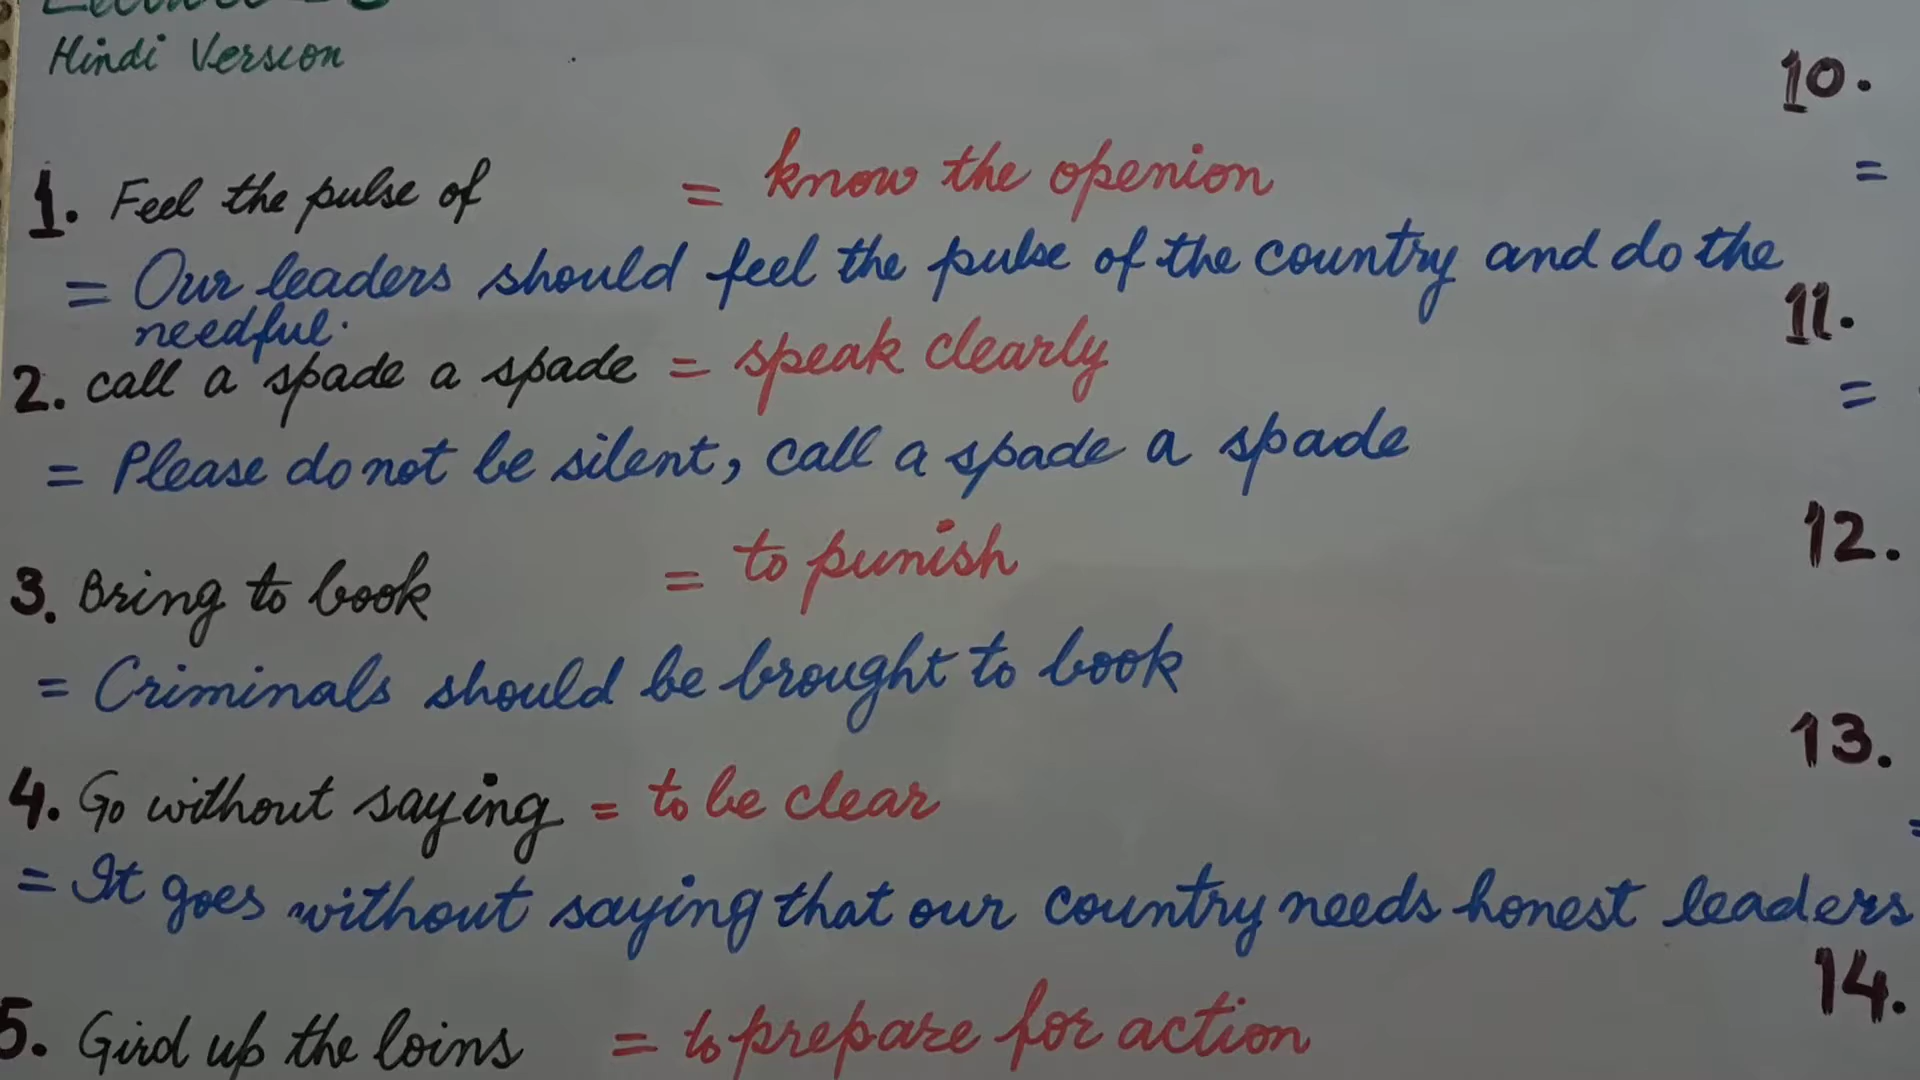 Hindi Version
1. Feel the pulse of = know the openion
= Our leaders should feel the pulse of the country and do the
needful.
2. call a spade a spade = speak clearly
= Please do not be silent, call a spade a spade
3. Bring to book = to punish
= Criminals should be brought to book
4. Go without saying = to be clear
= It goes without saying that our country needs honest leaders
5. Gird up the loins = to prepare for action
10.
=
11.
=
12.
13.
=
14.